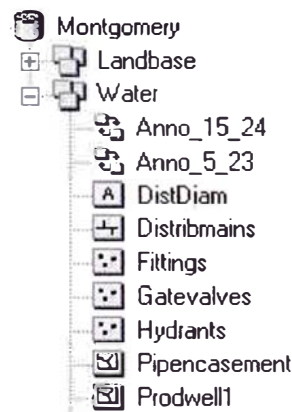 Montgomery
Landbase
Water
Anno_15_24
Anno_5_23
A DistDiam
Distribmains
Fittings
Gatevalves
Hydrants
Pipencasement
Prodwell1